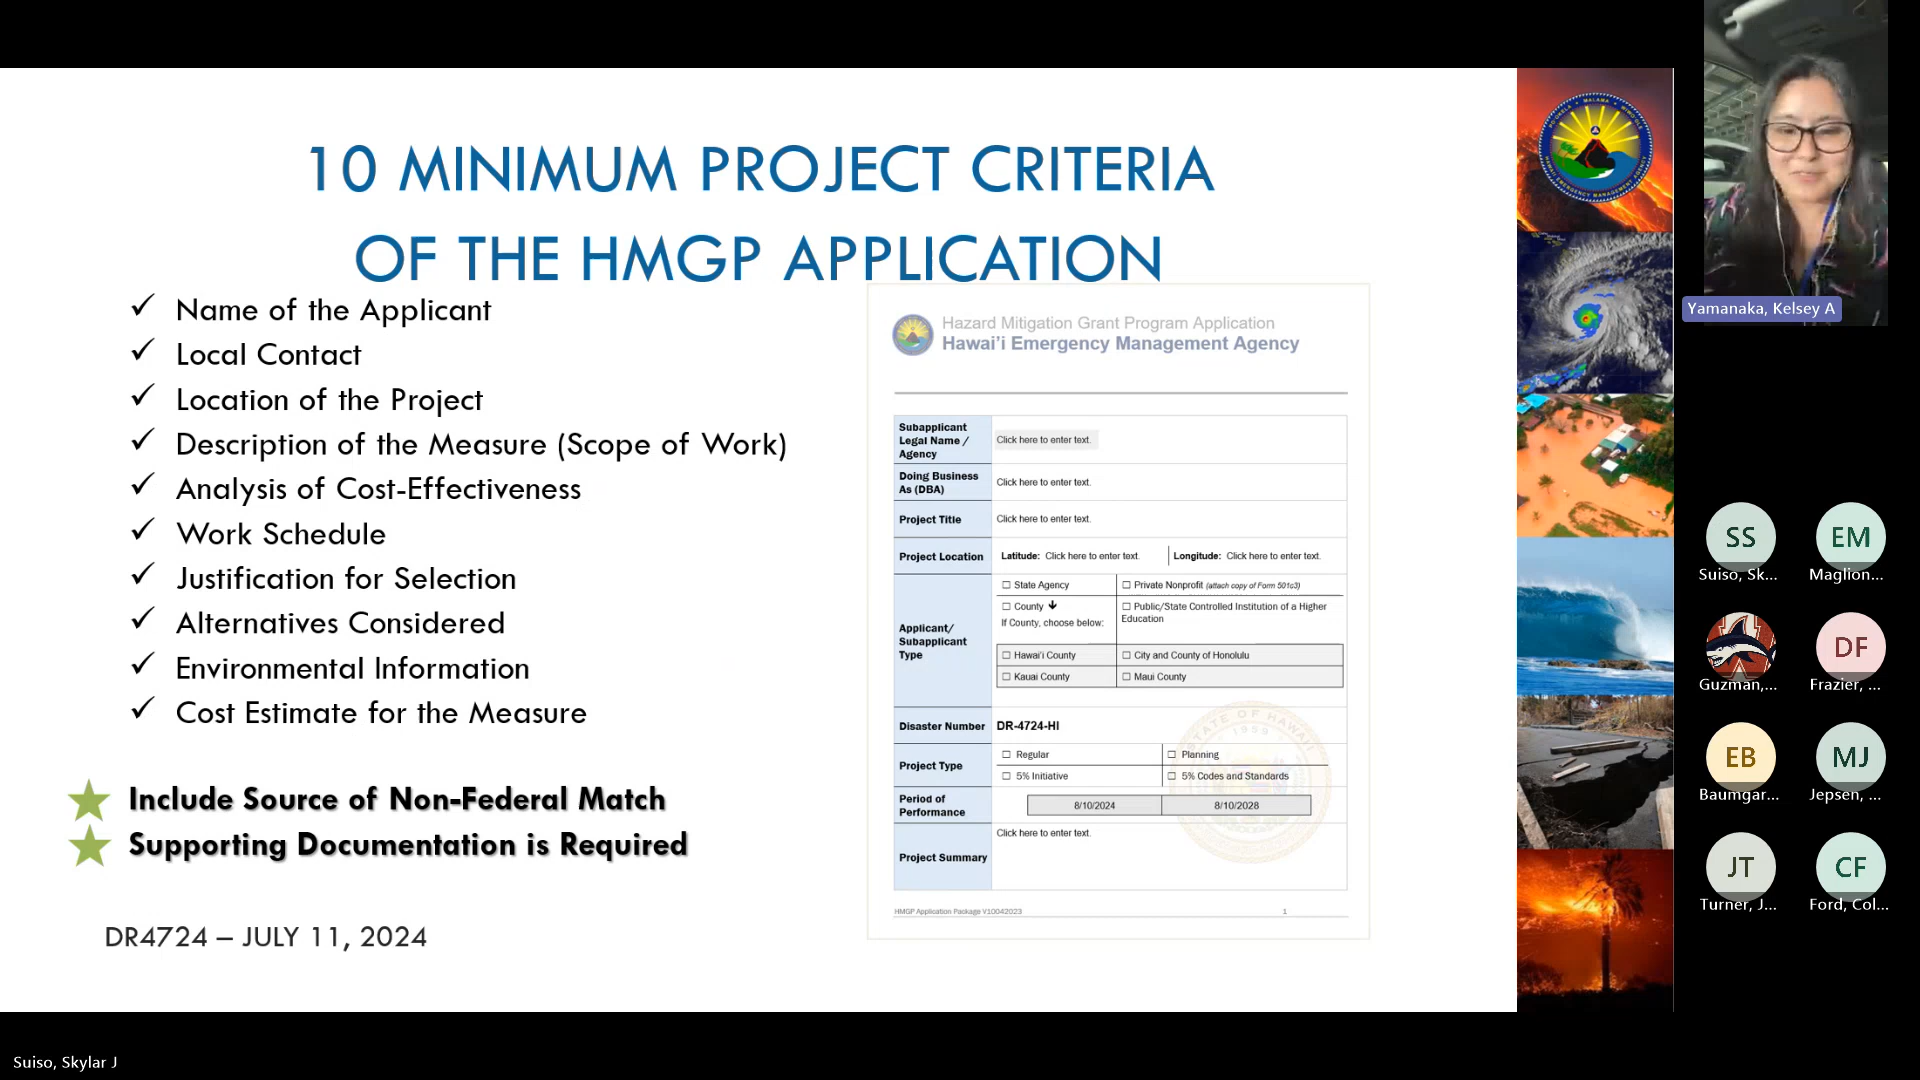 10 MINIMUM PROJECT CRITERIA
OF THE HMGP APPLICATION
Name of the Applicant
Local Contact
Location of the Project
Description of the Measure (Scope of Work)
Analysis of Cost-Effectiveness
Work Schedule
Justification for Selection
Alternatives Considered
Environmental Information
Cost Estimate for the Measure
Include Source of Non-Federal Match
Supporting Documentation is Required
DR4724 – JULY 11, 2024
Hazard Mitigation Grant Program Application
Hawai‘i Emergency Management Agency
Subapplicant
Legal Name /
Agency
Click here to enter text.
Doing Business
As (DBA)
Click here to enter text.
Project Title
Click here to enter text.
Project Location
Latitude: Click here to enter text.
Longitude: Click here to enter text.
Applicant/
Subapplicant
Type
☐ State Agency
☐ Private Nonprofit (attach copy of Form 501c3)
☐ County 🡻
If County, choose below:
☐ Public/State Controlled Institution of a Higher
Education
☐ Hawai‘i County
☐ City and County of Honolulu
☐ Kauai County
☐ Maui County
Disaster Number
DR-4724-HI
Project Type
☐ Regular
☐ Planning
☐ 5% Initiative
☐ 5% Codes and Standards
Period of
Performance
8/10/2024
8/10/2028
Project Summary
Click here to enter text.
STATE OF HAWAII
1959
HMGP Application Package V10042023
1
Yamanaka, Kelsey A
SS
Suiso, Sk...
EM
Maglion...
Guzman,...
DF
Frazier, ...
EB
Baumgar...
MJ
Jepsen, ...
JT
Turner, J...
CF
Ford, Col...
Suiso, Skylar J